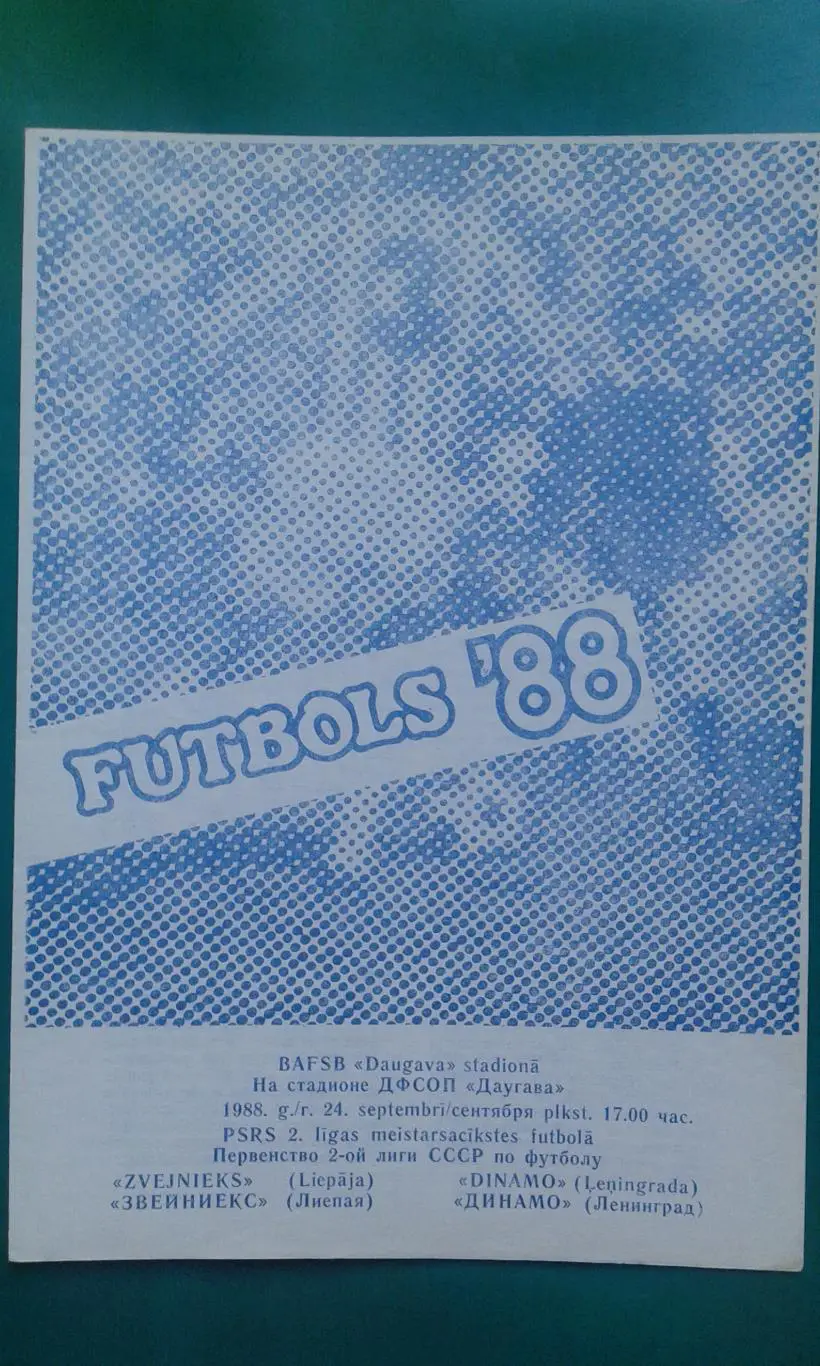 FUTBOLS '88
BAFSB «Daugava» stadionā
На стадионе ДФСОП «Даугава»
1988. g./г. 24. septembrī/сентября plkst. 17.00 час.
PSRS 2. līgas meistarsacīkstes futbolā
Первенство 2-ой лиги СССР по футболу
«ZVEJNIEKS» (Liepāja) «DINAMO» (Ļeņingrada)
«ЗВЕЙНИЕКС» (Лиепая) «ДИНАМО» (Ленинград)